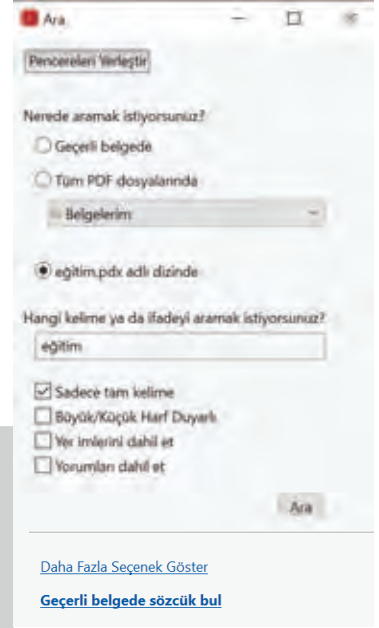 Ara
Pencereleri Yerleştir
Nerede aramak istiyorsunuz?
Geçerli belgede
Tüm PDF dosyalarında
Belgelerim
eğitim.pdx adlı dizinde
Hangi kelime ya da ifadeyi aramak istiyorsunuz?
eğitim
Sadece tam kelime
Büyük/Küçük Harf Duyarlı
Yer imlerini dahil et
Yorumları dahil et
Ara
Daha Fazla Seçenek Göster
Geçerli belgede sözcük bul